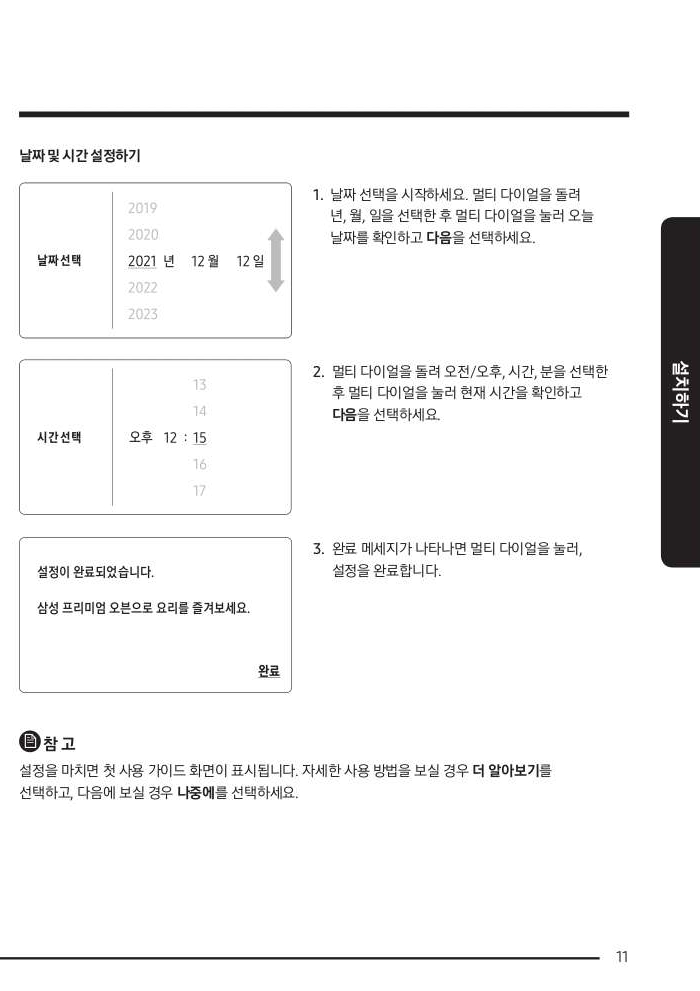 날짜 및 시간 설정하기
2019
2020
날짜 선택
2021 년 12 월 12 일
2022
2023
1. 날짜 선택을 시작하세요. 멀티 다이얼을 돌려
년, 월, 일을 선택한 후 멀티 다이얼을 눌러 오늘
날짜를 확인하고 다음을 선택하세요.
13
14
시간 선택
오후 12 : 15
16
17
2. 멀티 다이얼을 돌려 오전/오후, 시간, 분을 선택한
후 멀티 다이얼을 눌러 현재 시간을 확인하고
다음을 선택하세요.
설정이 완료되었습니다.
삼성 프리미엄 오븐으로 요리를 즐겨보세요.
완료
3. 완료 메세지가 나타나면 멀티 다이얼을 눌러,
설정을 완료합니다.
참고
설정을 마치면 첫 사용 가이드 화면이 표시됩니다. 자세한 사용 방법을 보실 경우 더 알아보기를
선택하고, 다음에 보실 경우 나중에를 선택하세요.
설치하기
11